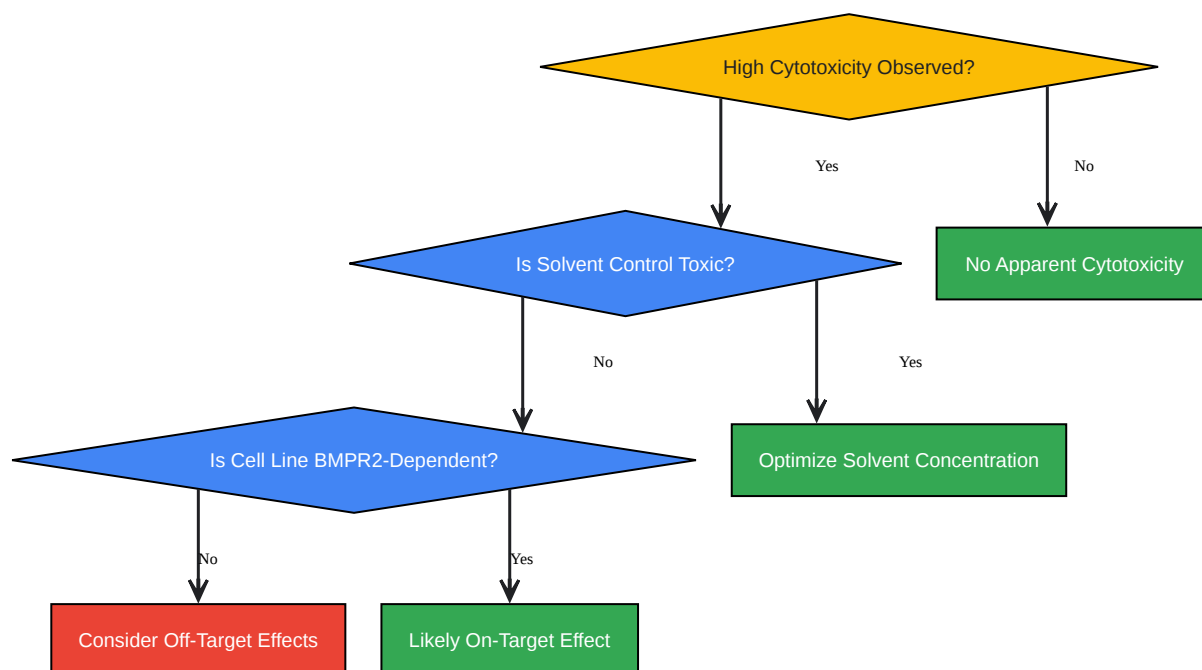 High Cytotoxicity Observed?
Yes
No
Is Solvent Control Toxic?
No Apparent Cytotoxicity
No
Yes
Is Cell Line BMPR2-Dependent?
Optimize Solvent Concentration
No
Yes
Consider Off-Target Effects
Likely On-Target Effect